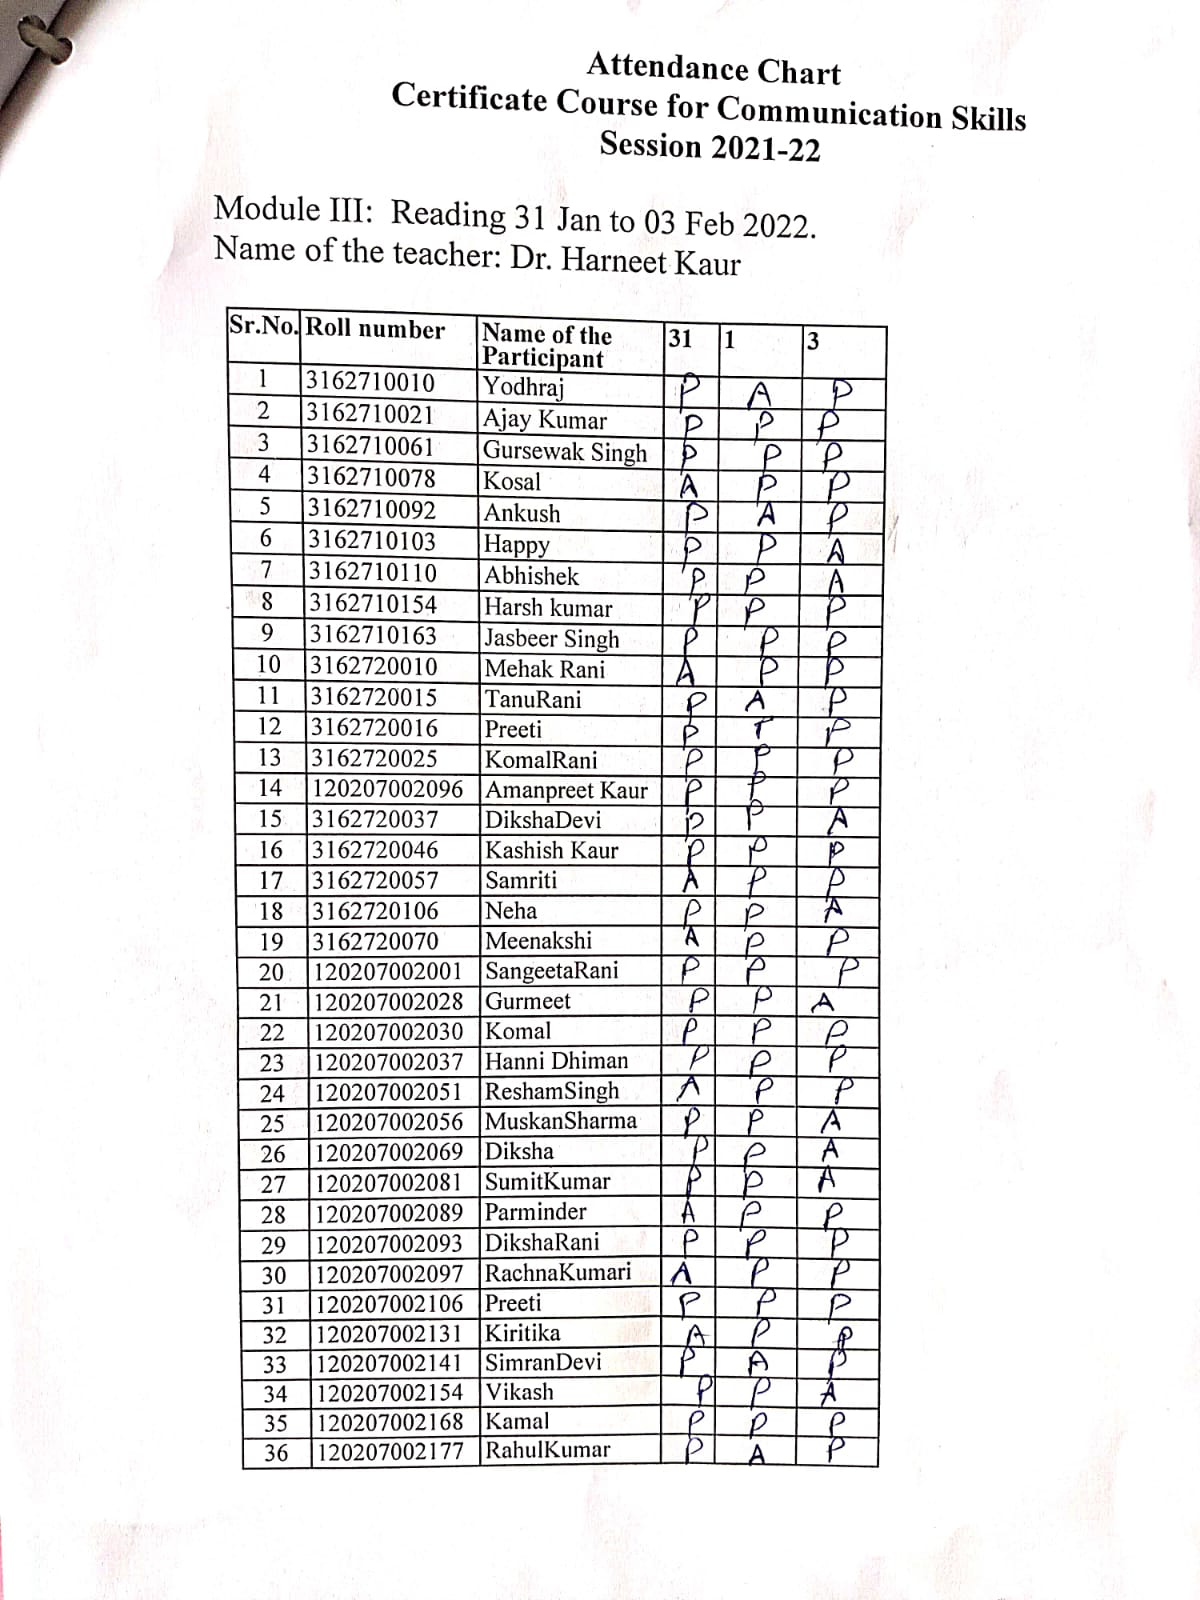 Attendance Chart
Certificate Course for Communication Skills
Session 2021-22
Module III: Reading 31 Jan to 03 Feb 2022.
Name of the teacher: Dr. Harneet Kaur
Sr.No. Roll number Name of the Participant 31 1 3
1 3162710010 Yodhraj P A P
2 3162710021 Ajay Kumar P P P
3 3162710061 Gursewak Singh P P P
4 3162710078 Kosal A P P
5 3162710092 Ankush P A P
6 3162710103 Happy P P A
7 3162710110 Abhishek P P A
8 3162710154 Harsh kumar P P P
9 3162710163 Jasbeer Singh P P P
10 3162720010 Mehak Rani A P P
11 3162720015 TanuRani P A P
12 3162720016 Preeti P P
13 3162720025 KomalRani P P P
14 120207002096 Amanpreet Kaur P P P
15 3162720037 DikshaDevi P P A
16 3162720046 Kashish Kaur P P P
17 3162720057 Samriti A P P
18 3162720106 Neha P P A
19 3162720070 Meenakshi A P P
20 120207002001 SangeetaRani P P P
21 120207002028 Gurmeet P P A
22 120207002030 Komal P P P
23 120207002037 Hanni Dhiman P P P
24 120207002051 ReshamSingh A P P
25 120207002056 MuskanSharma P P A
26 120207002069 Diksha P P A
27 120207002081 SumitKumar P P A
28 120207002089 Parminder A P P
29 120207002093 DikshaRani P P P
30 120207002097 RachnaKumari A P P
31 120207002106 Preeti P P P
32 120207002131 Kiritika A P P
33 120207002141 SimranDevi P A P
34 120207002154 Vikash P P A
35 120207002168 Kamal P P P
36 120207002177 RahulKumar P A P